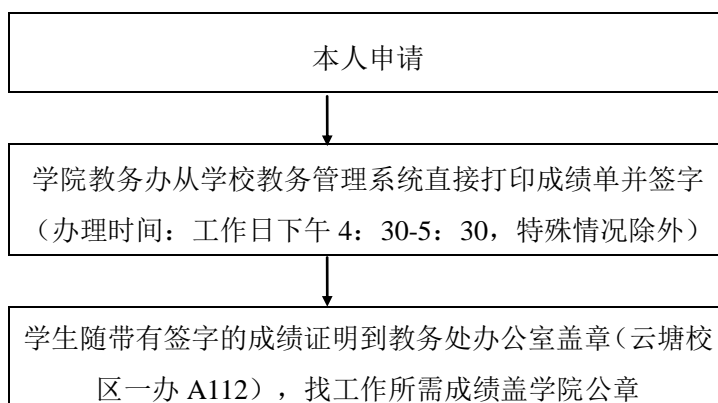 本人申请
学院教务办从学校教务管理系统直接打印成绩单并签字
（办理时间：工作日下午 4：30-5：30，特殊情况除外）
学生随带有签字的成绩证明到教务处办公室盖章（云塘校
区一办 A112），找工作所需成绩盖学院公章